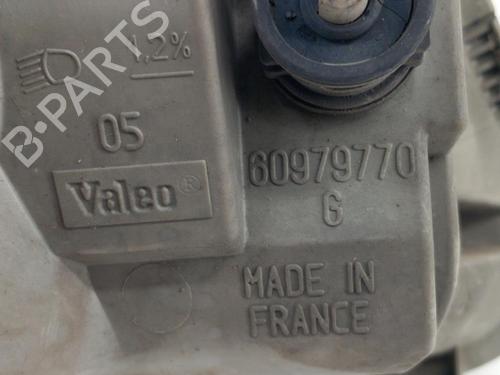 1,2%
05
Valeo®
60979770
G
MADE IN
FRANCE
B-PARTS